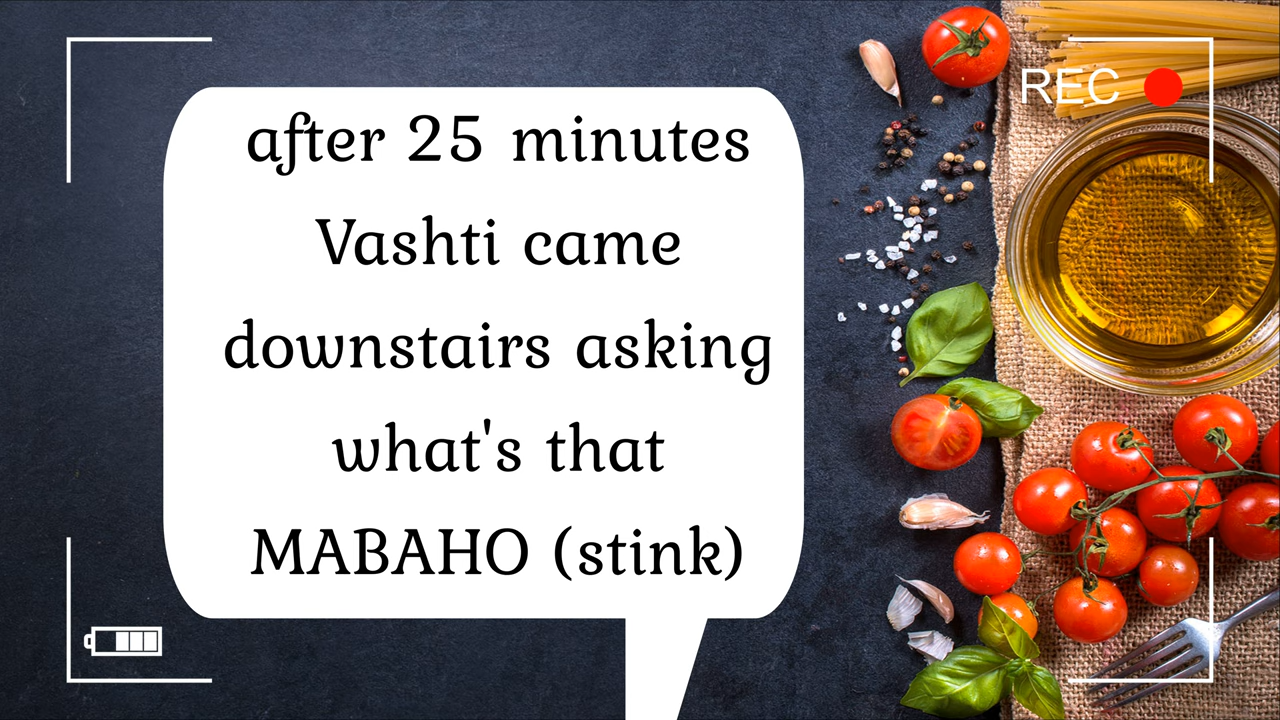 REC
after 25 minutes
Vashti came
downstairs asking
what's that
MABAHO (stink)